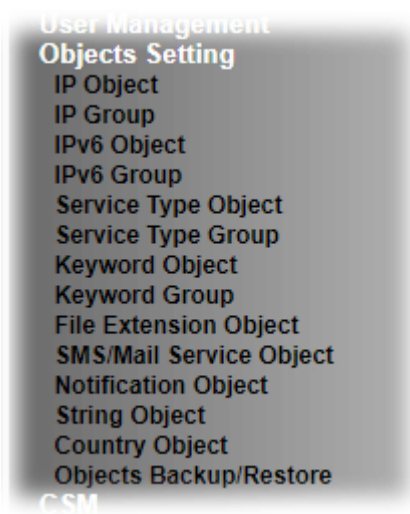 User Management
Objects Setting
IP Object
IP Group
IPv6 Object
IPv6 Group
Service Type Object
Service Type Group
Keyword Object
Keyword Group
File Extension Object
SMS/Mail Service Object
Notification Object
String Object
Country Object
Objects Backup/Restore
CSM